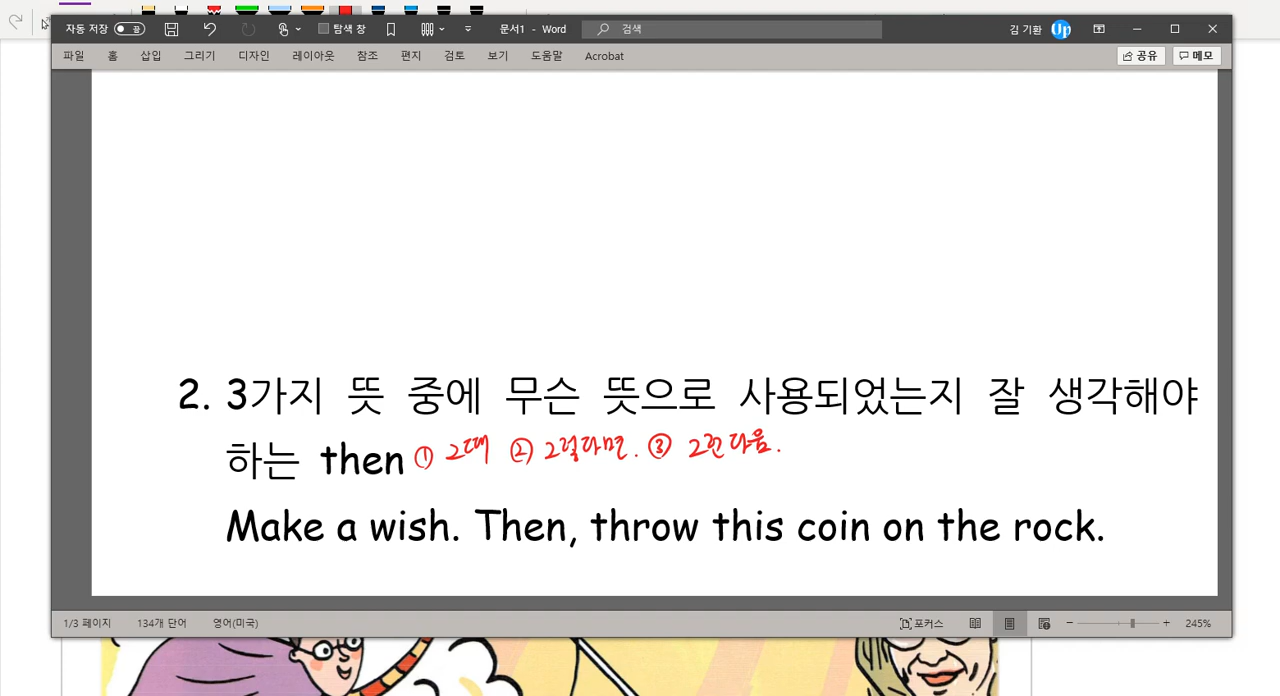 자동 저장 끔 탐색 창 문서1 - Word 검색 김 기환 Up
파일 홈 삽입 그리기 디자인 레이아웃 참조 편지 검토 보기 도움말 Acrobat 공유 메모
2. 3가지 뜻 중에 무슨 뜻으로 사용되었는지 잘 생각해야
하는 then ① 그때 ② 그렇다면. ③ 그런다음.
Make a wish. Then, throw this coin on the rock.
1/3 페이지 134개 단어 영어(미국) 포커스 245%